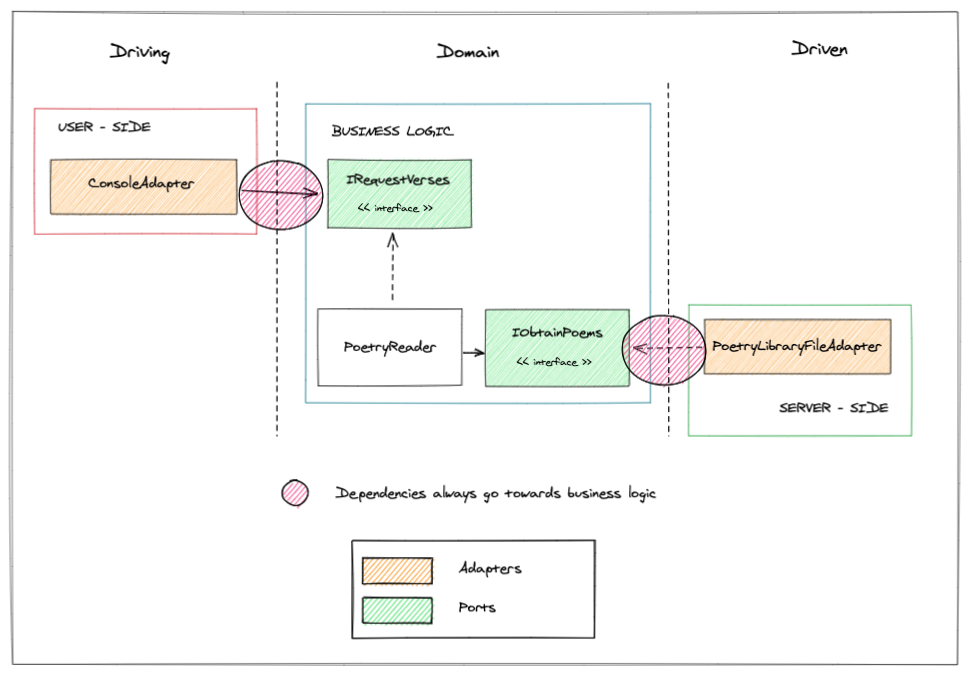 Driving
Domain
Driven
USER - SIDE
BUSINESS LOGIC
ConsoleAdapter
IRequestVerses
<< interface >>
PoetryReader
IObtainPoems
<< interface >>
PoetryLibraryFileAdapter
SERVER - SIDE
Dependencies always go towards business logic
Adapters
Ports